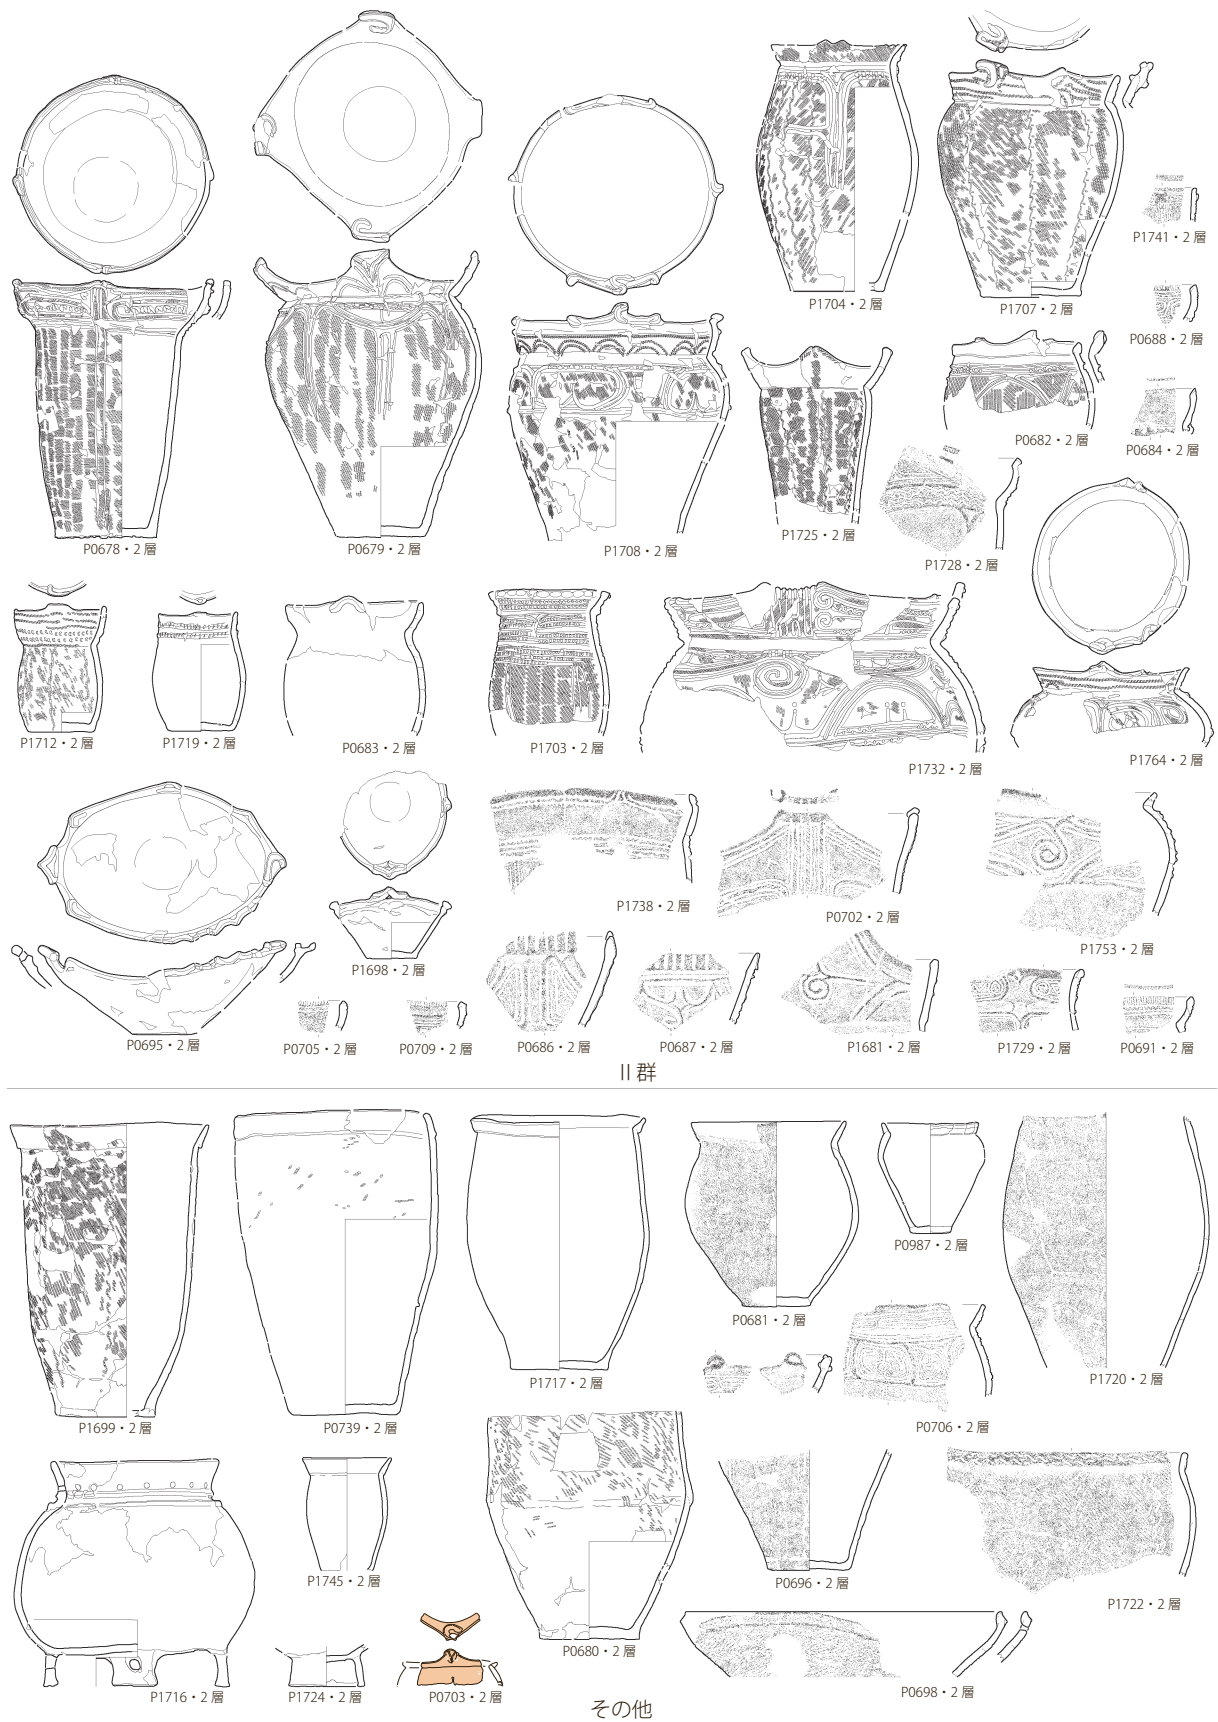 P1704・2 層
P1707・2 層
P1741・2 層
P0688・2 層
P0678・2 層
P0679・2 層
P1708・2 層
P1725・2 層
P0682・2 層
P0684・2 層
P1728・2 層
P1712・2 層
P1719・2 層
P0683・2 層
P1703・2 層
P1732・2 層
P1764・2 層
P0695・2 層
P1698・2 層
P1738・2 層
P0702・2 層
P1753・2 層
P0705・2 層
P0709・2 層
P0686・2 層
P0687・2 層
P1681・2 層
P1729・2 層
P0691・2 層
Ⅱ群
P1699・2 層
P0739・2 層
P1717・2 層
P0681・2 層
P0987・2 層
P0706・2 層
P1720・2 層
P1716・2 層
P1745・2 層
P1724・2 層
P0703・2 層
P0680・2 層
P0696・2 層
P1722・2 層
P0698・2 層
その他